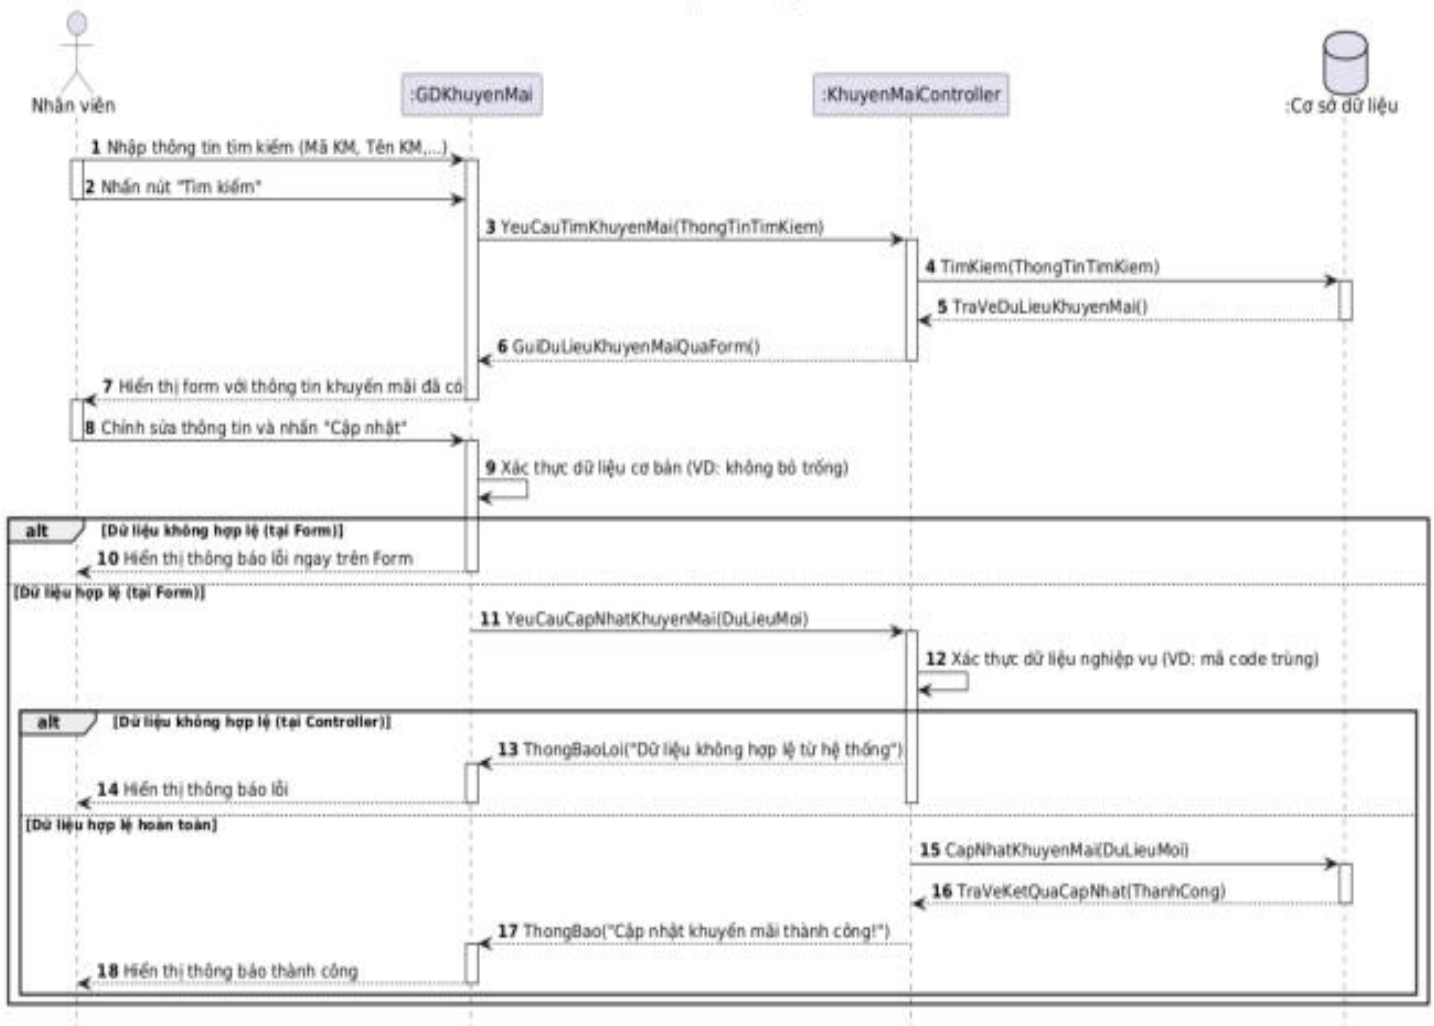 Nhân viên
:GDKhuyenMai
:KhuyenMaiController
:Cơ sở dữ liệu
1 Nhập thông tin tìm kiếm (Mã KM, Tên KM,...)
2 Nhấn nút "Tìm kiếm"
3 YeuCauTimKhuyenMai(ThongTinTimKiem)
4 TimKiem(ThongTinTimKiem)
5 TraVeDuLieuKhuyenMai()
6 GuiDuLieuKhuyenMaiQuaForm()
7 Hiển thị form với thông tin khuyến mãi đã có
8 Chỉnh sửa thông tin và nhấn "Cập nhật"
9 Xác thực dữ liệu cơ bản (VD: không bỏ trống)
alt [Dữ liệu không hợp lệ (tại Form)]
10 Hiển thị thông báo lỗi ngay trên Form
[Dữ liệu hợp lệ (tại Form)]
11 YeuCauCapNhatKhuyenMai(DuLieuMoi)
12 Xác thực dữ liệu nghiệp vụ (VD: mã code trùng)
alt [Dữ liệu không hợp lệ (tại Controller)]
13 ThongBaoLoi("Dữ liệu không hợp lệ từ hệ thống")
14 Hiển thị thông báo lỗi
[Dữ liệu hợp lệ hoàn toàn]
15 CapNhatKhuyenMai(DuLieuMoi)
16 TraVeKetQuaCapNhat(ThanhCong)
17 ThongBao("Cập nhật khuyến mãi thành công!")
18 Hiển thị thông báo thành công